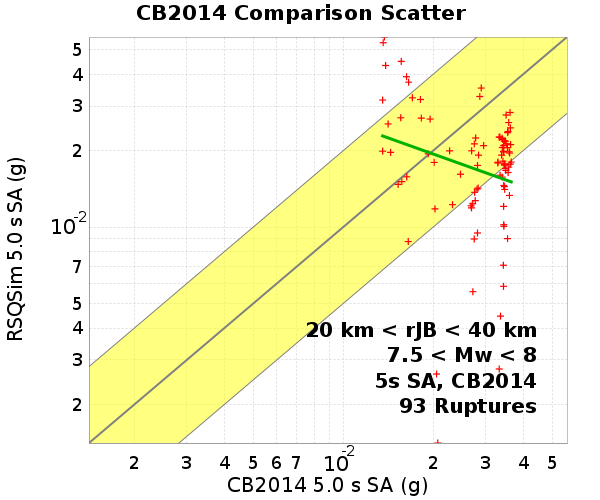 CB2014 Comparison Scatter
RSQSim 5.0 s SA (g)
5
4
3
2
10-2
7
5
4
3
2
20 km < rJB < 40 km
7.5 < Mw < 8
5s SA, CB2014
93 Ruptures
2 3 4 5 6 7 10-2 2 3 4 5
CB2014 5.0 s SA (g)